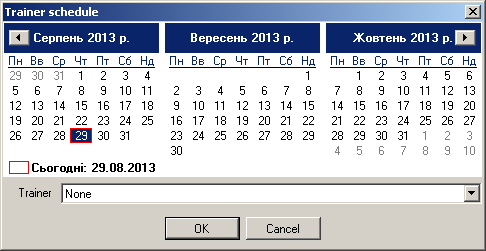 Trainer schedule
Серпень 2013 р. Вересень 2013 р. Жовтень 2013 р.
Пн Вв Ср Чт Пт Сб Нд Пн Вв Ср Чт Пт Сб Нд Пн Вв Ср Чт Пт Сб Нд
29 30 31 1 2 3 4 1 1 2 3 4 5 6
5 6 7 8 9 10 11 2 3 4 5 6 7 8 7 8 9 10 11 12 13
12 13 14 15 16 17 18 9 10 11 12 13 14 15 14 15 16 17 18 19 20
19 20 21 22 23 24 25 16 17 18 19 20 21 22 21 22 23 24 25 26 27
26 27 28 29 30 31 23 24 25 26 27 28 29 28 29 30 31 1 2 3
30 4 5 6 7 8 9 10
Сьогодні: 29.08.2013
Trainer None
OK Cancel